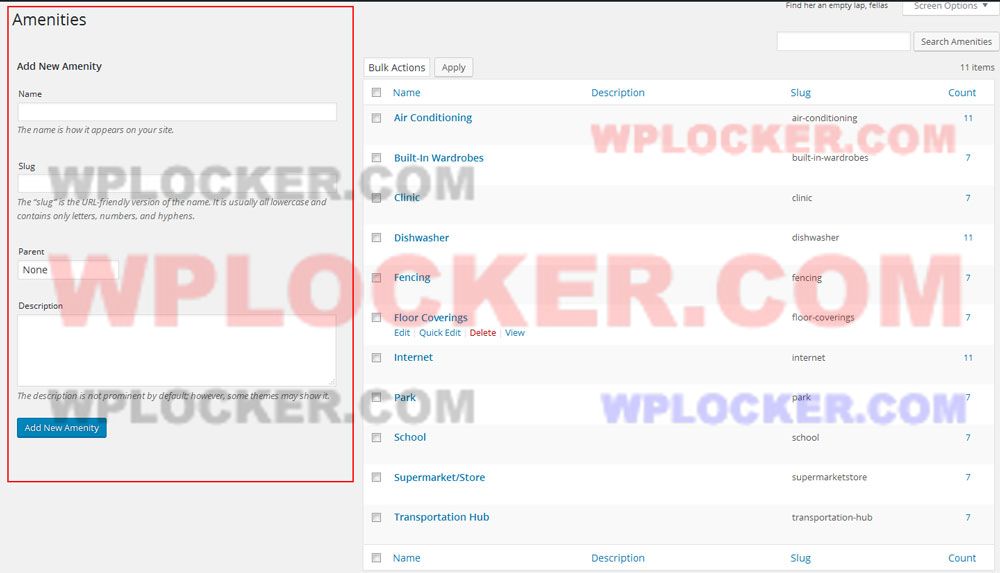 Amenities
Find her an empty lap, fellas
Screen Options ▼
Search Amenities
Add New Amenity
Name
The name is how it appears on your site.
Slug
The “slug” is the URL-friendly version of the name. It is usually all lowercase and
contains only letters, numbers, and hyphens.
Parent
None
Description
The description is not prominent by default; however, some themes may show it.
Add New Amenity
Bulk Actions
Apply
11 items
Name Description Slug Count
Air Conditioning air-conditioning 11
Built-In Wardrobes built-in-wardrobes 7
Clinic clinic 7
Dishwasher dishwasher 11
Fencing fencing 7
Floor Coverings floor-coverings 7
Edit | Quick Edit | Delete | View
Internet internet 11
Park park 7
School school 7
Supermarket/Store supermarketstore 7
Transportation Hub transportation-hub 7
Name Description Slug Count
WPLOCKER.COM
WPLOCKER.COM
WPLOCKER.COM
WPLOCKER.COM
WPLOCKER.COM